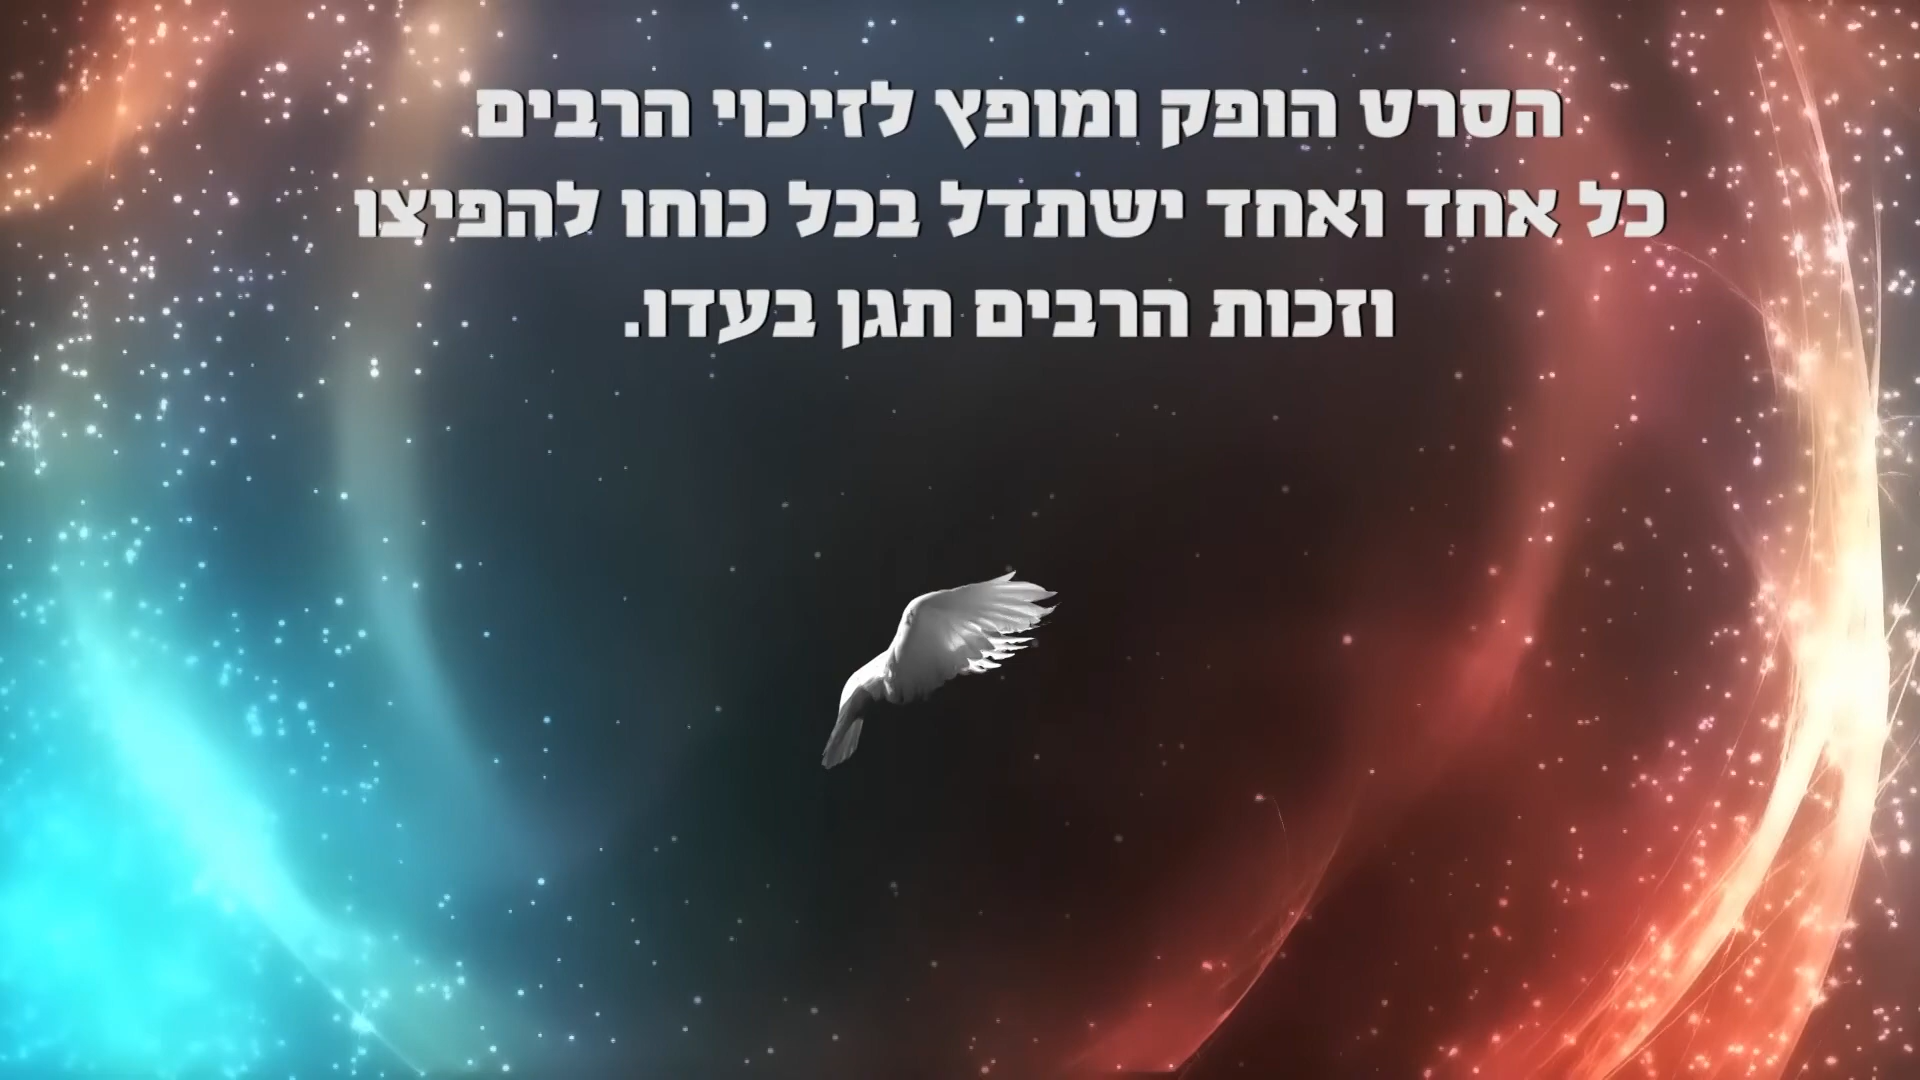 הסרט הופק ומופץ לזיכוי הרבים
כל אחד ואחד ישתדל בכל כוחו להפיצו
וזכות הרבים תגן בעדו.